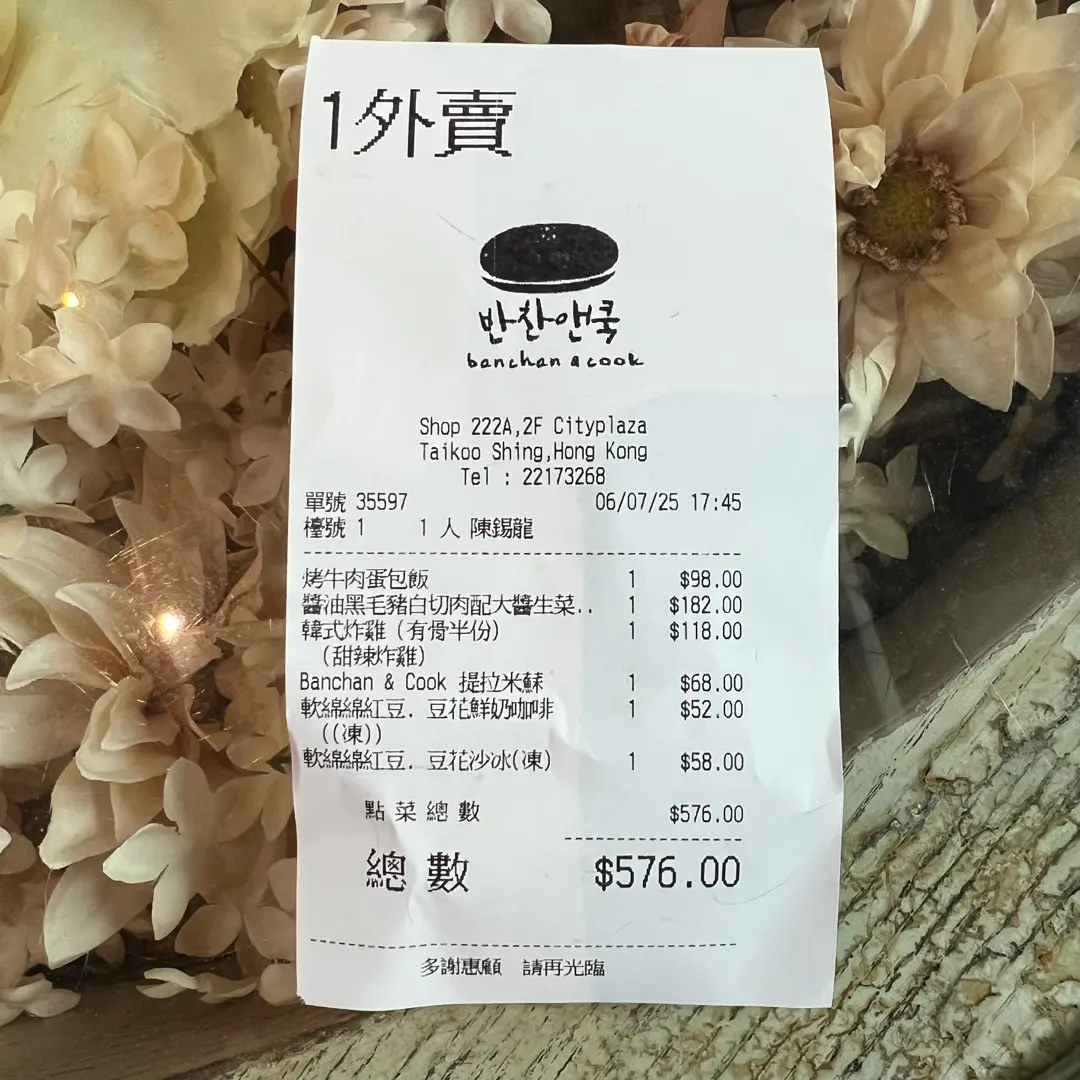 1外賣
반찬앤쿡
banchan & cook
Shop 222A,2F Cityplaza
Taikoo Shing,Hong Kong
Tel : 22173268
單號 35597 06/07/25 17:45
檯號 1 1 人 陳錫龍
烤牛肉蛋包飯 1 $98.00
醬油黑毛豬白切肉配大醬生菜.. 1 $182.00
韓式炸雞(有骨半份) 1 $118.00
(甜辣炸雞)
Banchan & Cook 提拉米蘇 1 $68.00
軟綿綿紅豆. 豆花鮮奶咖啡 1 $52.00
((凍))
軟綿綿紅豆. 豆花沙冰(凍) 1 $58.00
點菜總數 $576.00
總數 $576.00
多謝惠顧 請再光臨